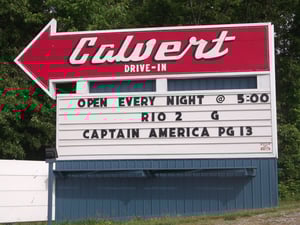 Calvert
DRIVE-IN
OPEN EVERY NIGHT @ 5:00
RIO 2 G
CAPTAIN AMERICA PG 13